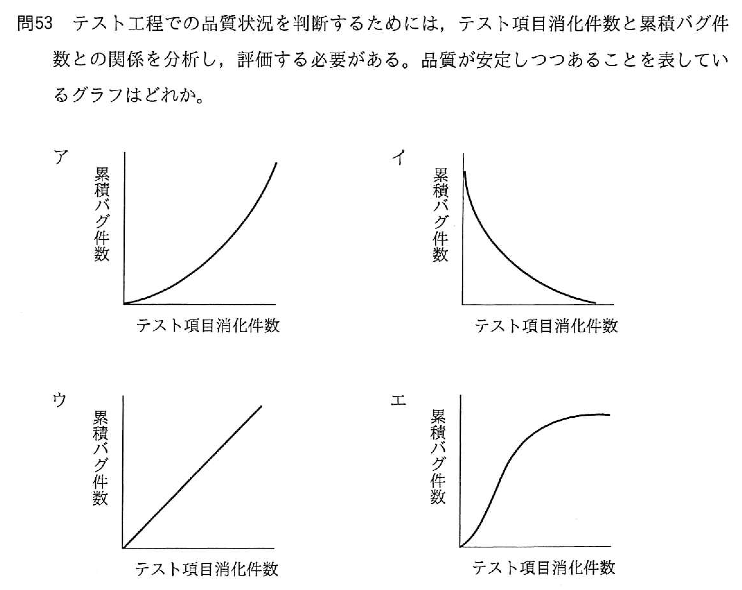 問53 テスト工程での品質状況を判断するためには，テスト項目消化件数と累積バグ件
数との関係を分析し，評価する必要がある。品質が安定しつつあることを表してい
るグラフはどれか。
ア
累積バグ件数
テスト項目消化件数
イ
累積バグ件数
テスト項目消化件数
ウ
累積バグ件数
テスト項目消化件数
エ
累積バグ件数
テスト項目消化件数